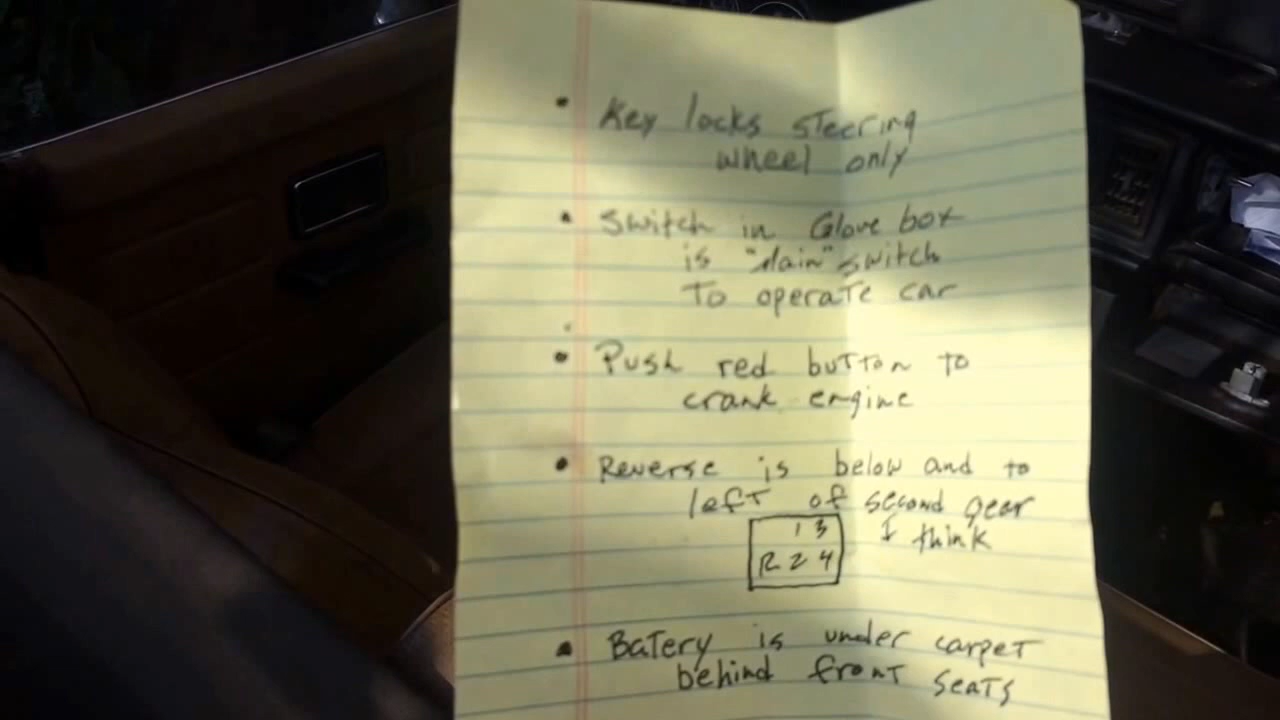 • Key locks steering
wheel only
• Switch in Glove box
is "Main" switch
To operate car
• Push red button to
crank engine
• Reverse is below and to
left of second gear
I think
1 3
R 2 4
• Batery is under carpet
behind front seats